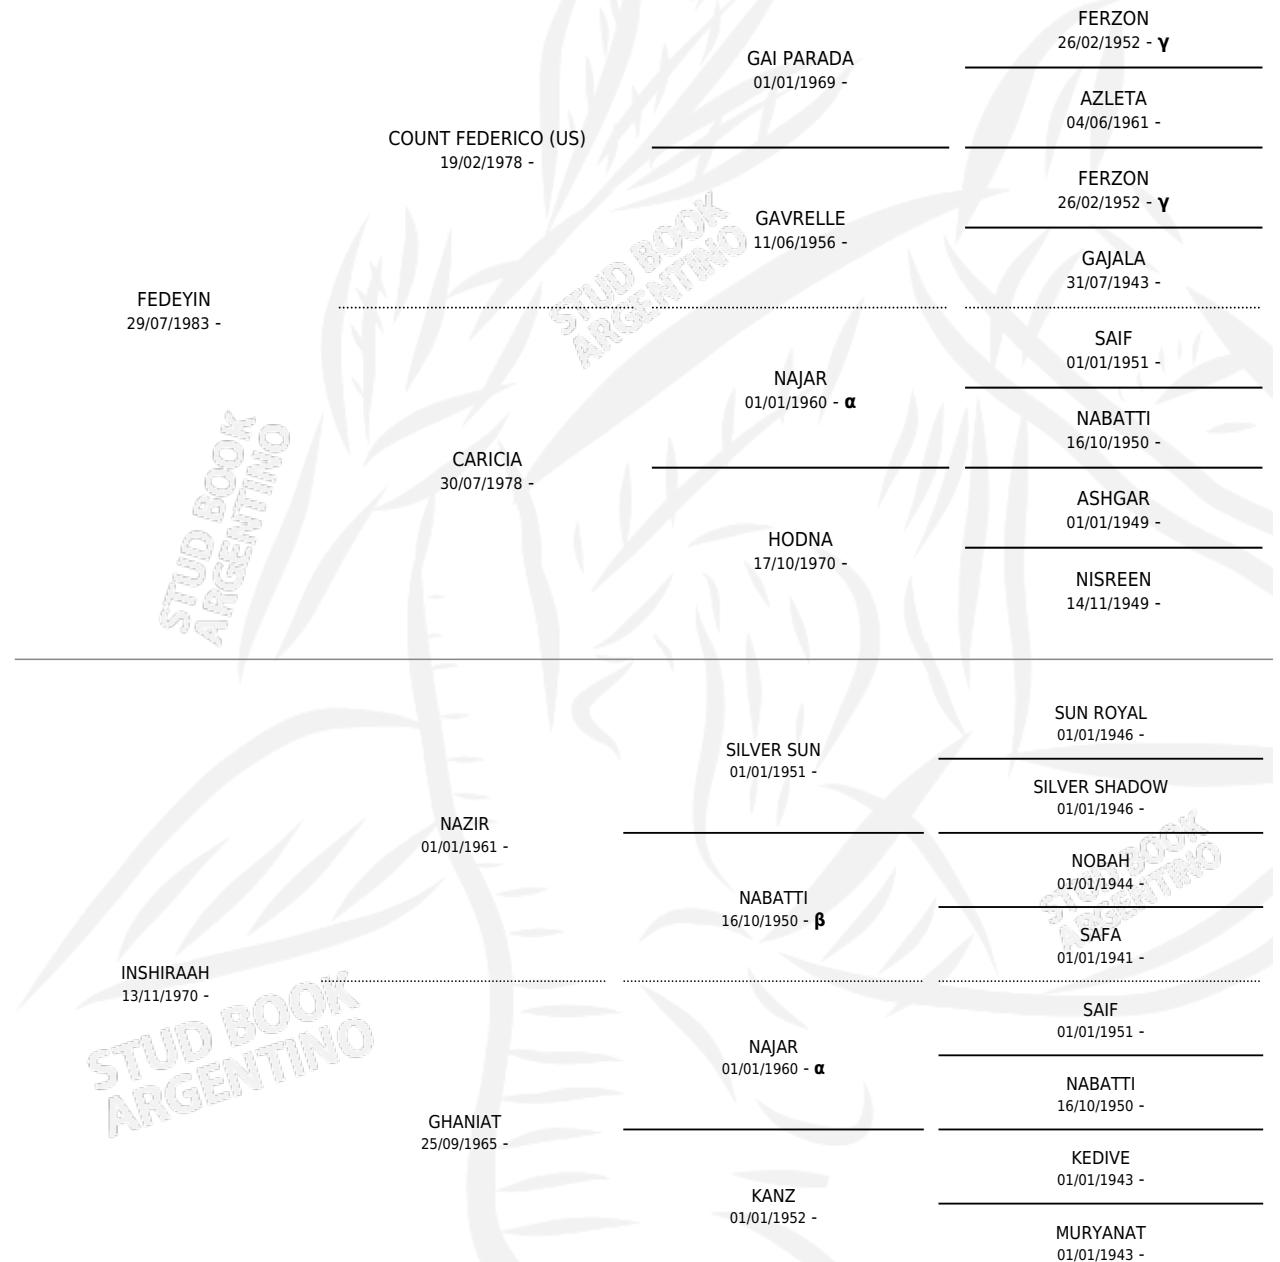 FERZON
26/02/1952 - γ
GAI PARADA
01/01/1969 -
AZLETA
04/06/1961 -
COUNT FEDERICO (US)
19/02/1978 -
FERZON
26/02/1952 - γ
GAVRELLE
11/06/1956 -
GAJALA
31/07/1943 -
FEDEYIN
29/07/1983 -
SAIF
01/01/1951 -
NAJAR
01/01/1960 - α
NABATTI
16/10/1950 -
CARICIA
30/07/1978 -
ASHGAR
01/01/1949 -
HODNA
17/10/1970 -
NISREEN
14/11/1949 -
STUD BOOK
ARGENTINO
STUD BOOK
ARGENTINO
SUN ROYAL
01/01/1946 -
SILVER SUN
01/01/1951 -
SILVER SHADOW
01/01/1946 -
NAZIR
01/01/1961 -
NOBAH
01/01/1944 -
NABATTI
16/10/1950 - β
SAFA
01/01/1941 -
INSHIRAAH
13/11/1970 -
SAIF
01/01/1951 -
NAJAR
01/01/1960 - α
NABATTI
16/10/1950 -
GHANIAT
25/09/1965 -
KEDIVE
01/01/1943 -
KANZ
01/01/1952 -
MURYANAT
01/01/1943 -
STUD BOOK
ARGENTINO
STUD BOOK
ARGENTINO